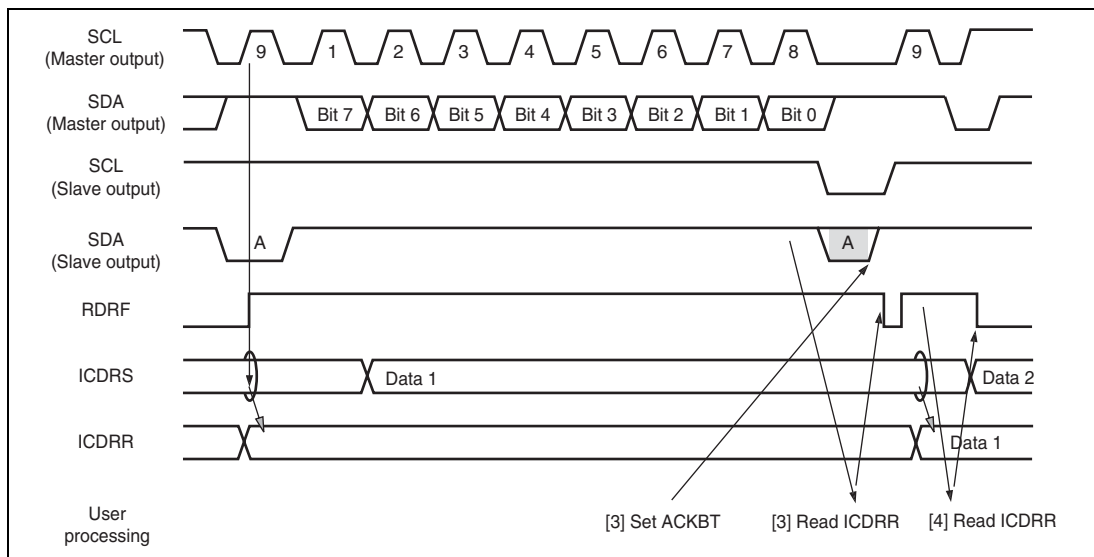 SCL
(Master output)
9 1 2 3 4 5 6 7 8 9
SDA
(Master output)
Bit 7 Bit 6 Bit 5 Bit 4 Bit 3 Bit 2 Bit 1 Bit 0
SCL
(Slave output)
SDA
(Slave output)
A A
RDRF
ICDRS
Data 1 Data 2
ICDRR
Data 1
User
processing
[3] Set ACKBT [3] Read ICDRR [4] Read ICDRR